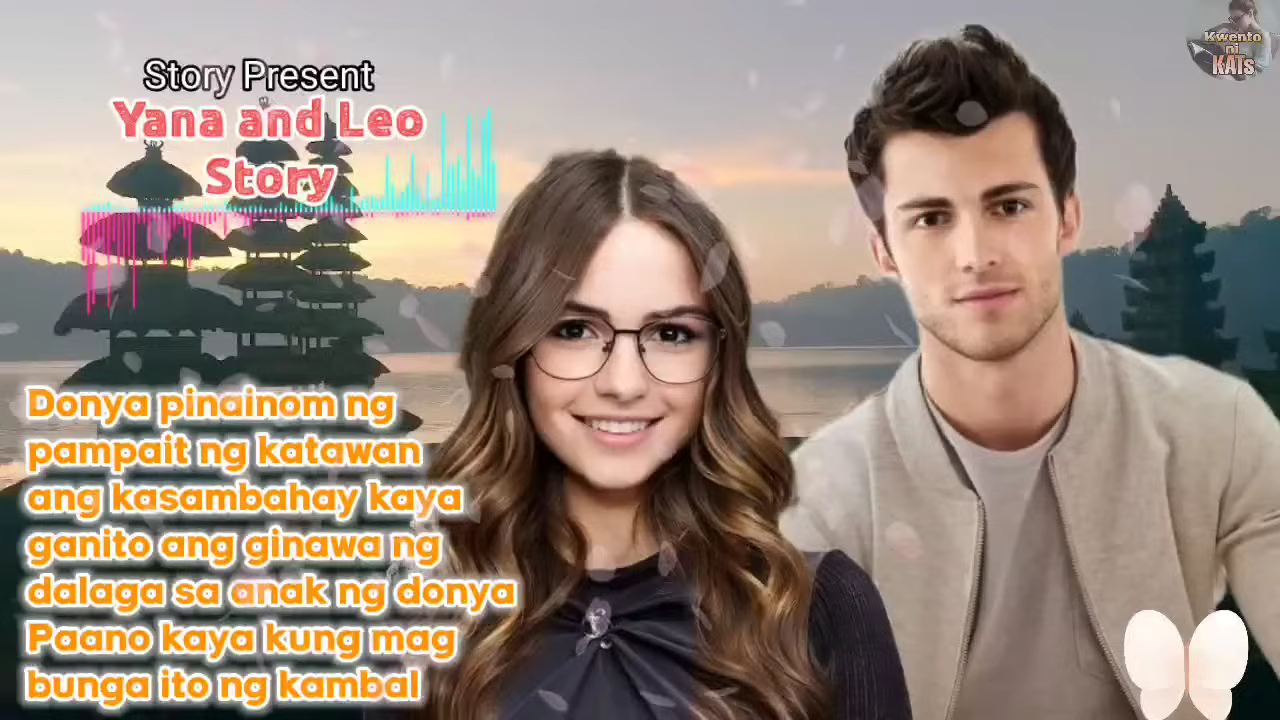 Story Present
Yana and Leo
Story
Kwento
ni
KATs
Donya pinainom ng
pampait ng katawan
ang kasambahay kaya
ganito ang ginawa ng
dalaga sa anak ng donya
Paano kaya kung mag
bunga ito ng kambal